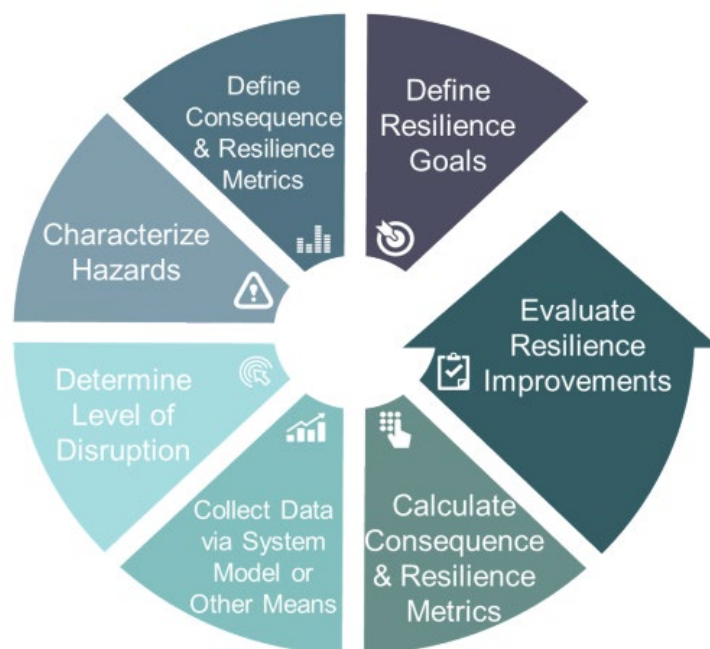 Define
Resilience
Goals
Define
Consequence
& Resilience
Metrics
Characterize
Hazards
Determine
Level of
Disruption
Collect Data
via System
Model or
Other Means
Calculate
Consequence
& Resilience
Metrics
Evaluate
Resilience
Improvements